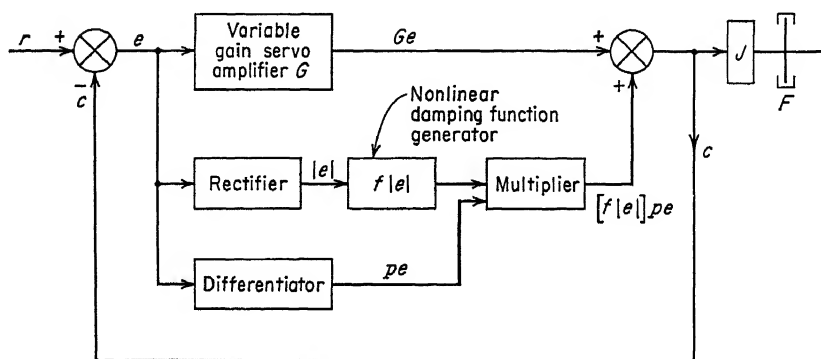 r
+
−
c
e
Variable
gain servo
amplifier G
Ge
+
+
J
F
c
Nonlinear
damping function
generator
Rectifier
|e|
f|e|
Multiplier
[f|e|].pe
Differentiator
pe